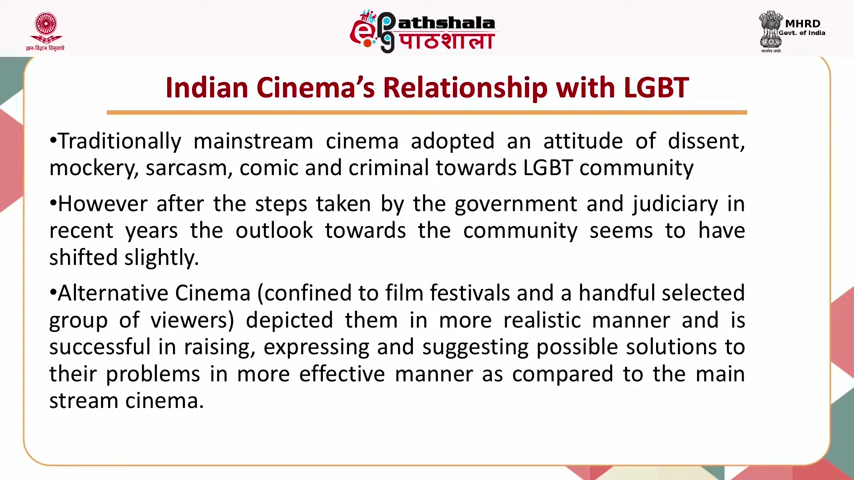 ज्ञान-विज्ञान विमुक्तये
epg Pathshala
पाठशाला
MHRD
Govt. of India
Indian Cinema's Relationship with LGBT
•Traditionally mainstream cinema adopted an attitude of dissent,
mockery, sarcasm, comic and criminal towards LGBT community
•However after the steps taken by the government and judiciary in
recent years the outlook towards the community seems to have
shifted slightly.
•Alternative Cinema (confined to film festivals and a handful selected
group of viewers) depicted them in more realistic manner and is
successful in raising, expressing and suggesting possible solutions to
their problems in more effective manner as compared to the main
stream cinema.